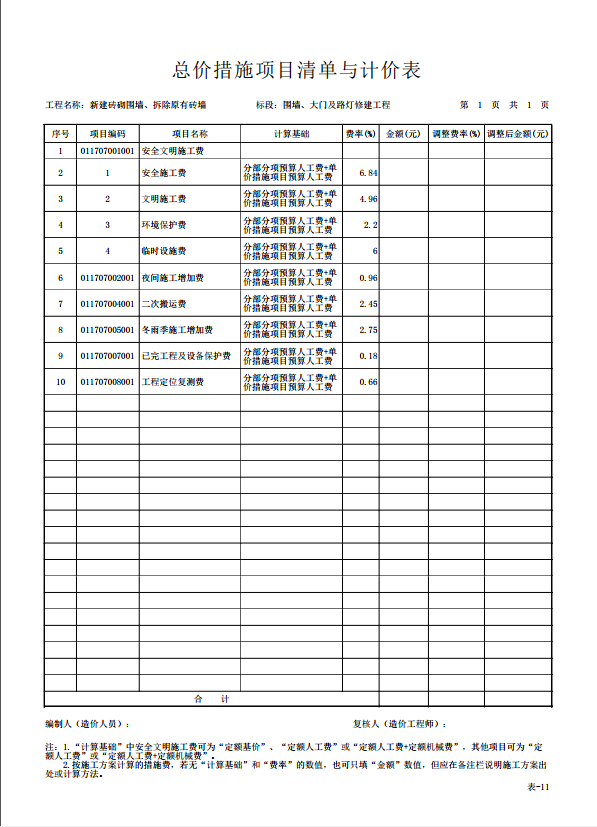 总价措施项目清单与计价表
工程名称：新建砖砌围墙、拆除原有砖墙 标段：围墙、大门及路灯修建工程 第 1 页 共 1 页
序号 项目编码 项目名称 计算基础 费率(%) 金额(元) 调整费率(%) 调整后金额(元)
1 011707001001 安全文明施工费
2 1 安全施工费 分部分项预算人工费+单
价措施项目预算人工费 6.84
3 2 文明施工费 分部分项预算人工费+单
价措施项目预算人工费 4.96
4 3 环境保护费 分部分项预算人工费+单
价措施项目预算人工费 2.2
5 4 临时设施费 分部分项预算人工费+单
价措施项目预算人工费 6
6 011707002001 夜间施工增加费 分部分项预算人工费+单
价措施项目预算人工费 0.96
7 011707004001 二次搬运费 分部分项预算人工费+单
价措施项目预算人工费 2.45
8 011707005001 冬雨季施工增加费 分部分项预算人工费+单
价措施项目预算人工费 2.75
9 011707007001 已完工程及设备保护费 分部分项预算人工费+单
价措施项目预算人工费 0.18
10 011707008001 工程定位复测费 分部分项预算人工费+单
价措施项目预算人工费 0.66
合 计
编制人（造价人员）： 复核人（造价工程师）：
注：1.“计算基础”中安全文明施工费可为“定额基价”、“定额人工费”或“定额人工费+定额机械费”，其他项目可为“定
额人工费”或“定额人工费+定额机械费”。
2.按施工方案计算的措施费，若无“计算基础”和“费率”的数值，也可只填“金额”数值，但应在备注栏说明施工方案出
处或计算方法。
表-11